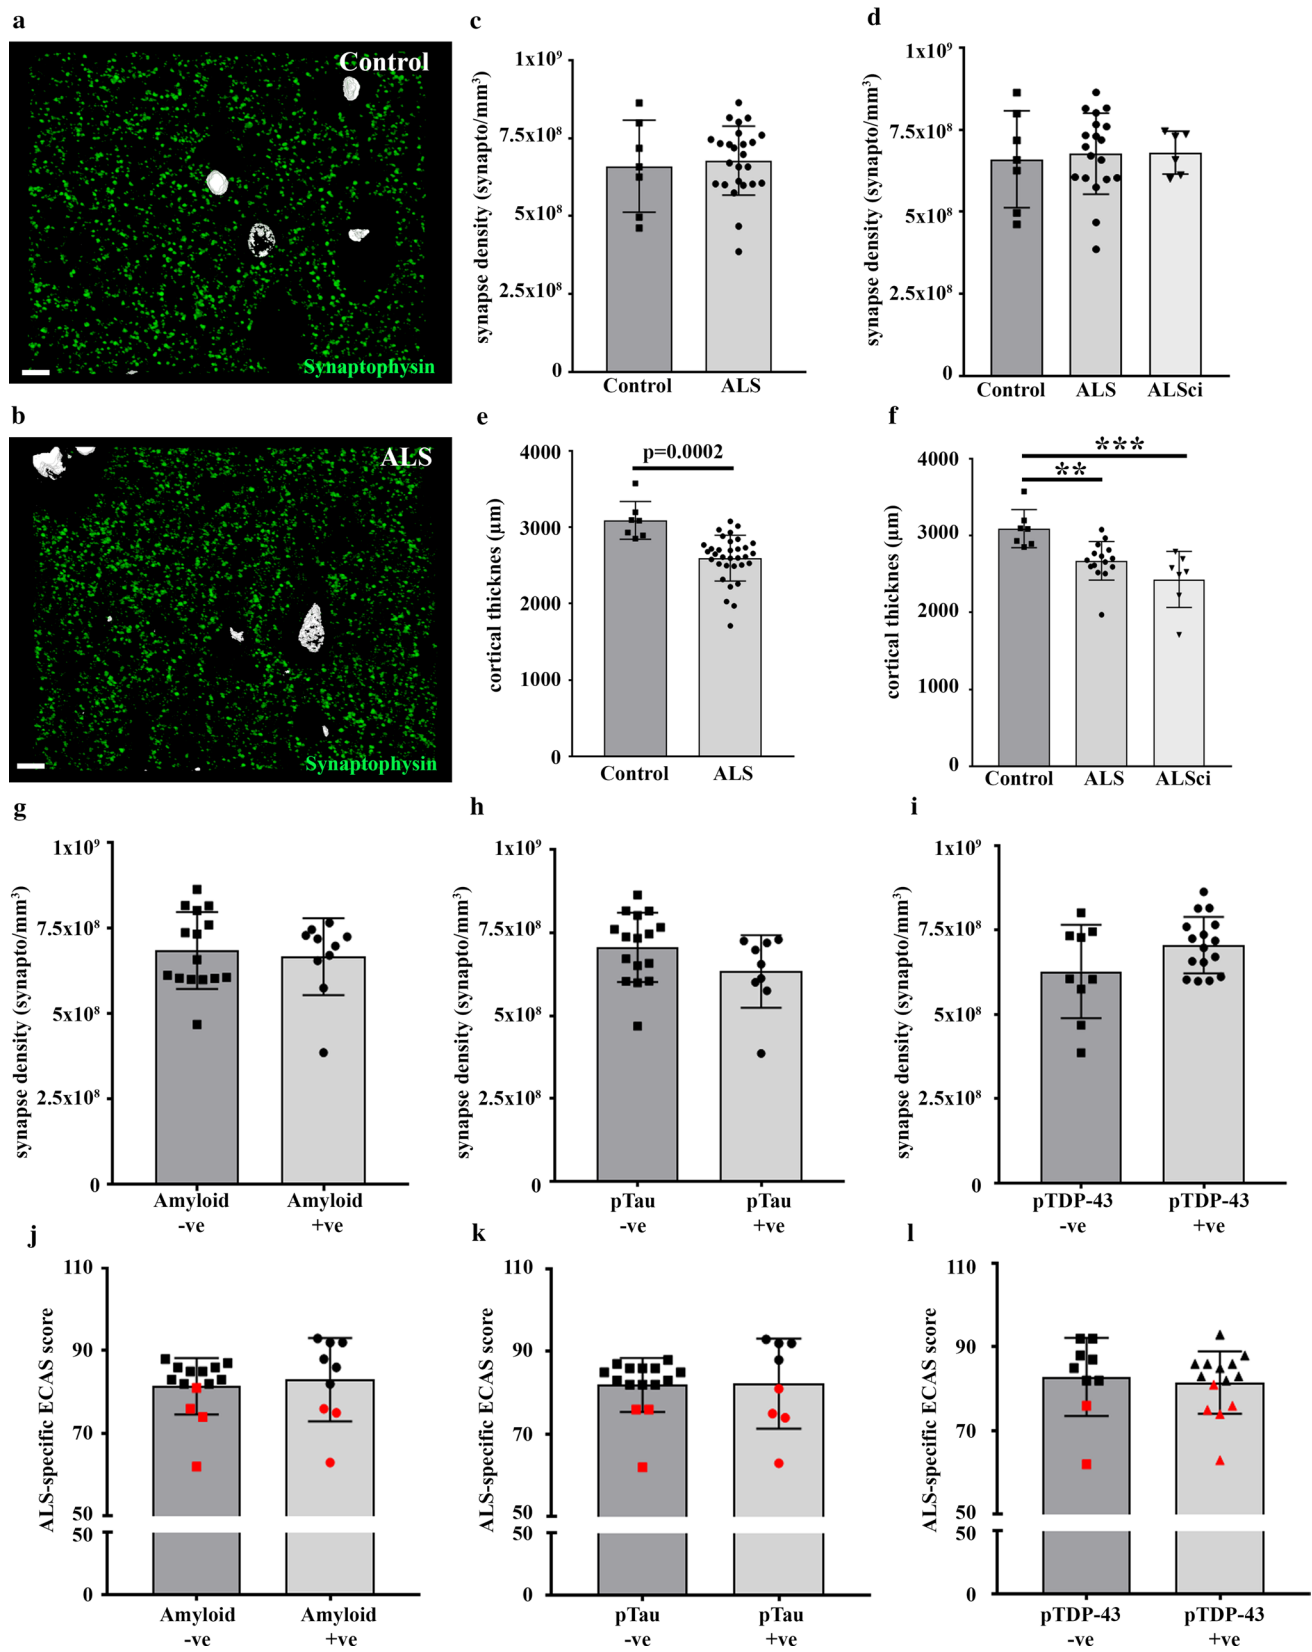 a
Control
Synaptophysin
b
ALS
Synaptophysin
c
synapse density (synapto/mm³)
1x10⁹
7.5x10⁸
5x10⁸
2.5x10⁸
0
Control ALS
d
synapse density (synapto/mm³)
1x10⁹
7.5x10⁸
5x10⁸
2.5x10⁸
0
Control ALS ALSci
e
cortical thicknes (µm)
4000
3000
2000
1000
0
p=0.0002
Control ALS
f
cortical thicknes (µm)
4000
3000
2000
1000
0
***
**
Control ALS ALSci
g
synapse density (synapto/mm³)
1x10⁹
7.5x10⁸
5x10⁸
2.5x10⁸
0
Amyloid Amyloid
-ve +ve
h
synapse density (synapto/mm³)
1x10⁹
7.5x10⁸
5x10⁸
2.5x10⁸
0
pTau pTau
-ve +ve
i
synapse density (synapto/mm³)
1x10⁹
7.5x10⁸
5x10⁸
2.5x10⁸
0
pTDP-43 pTDP-43
-ve +ve
j
ALS-specific ECAS score
110
90
70
50
50
0
Amyloid Amyloid
-ve +ve
k
ALS-specific ECAS score
110
90
70
50
50
0
pTau pTau
-ve +ve
l
ALS-specific ECAS score
110
90
70
50
50
0
pTDP-43 pTDP-43
-ve +ve